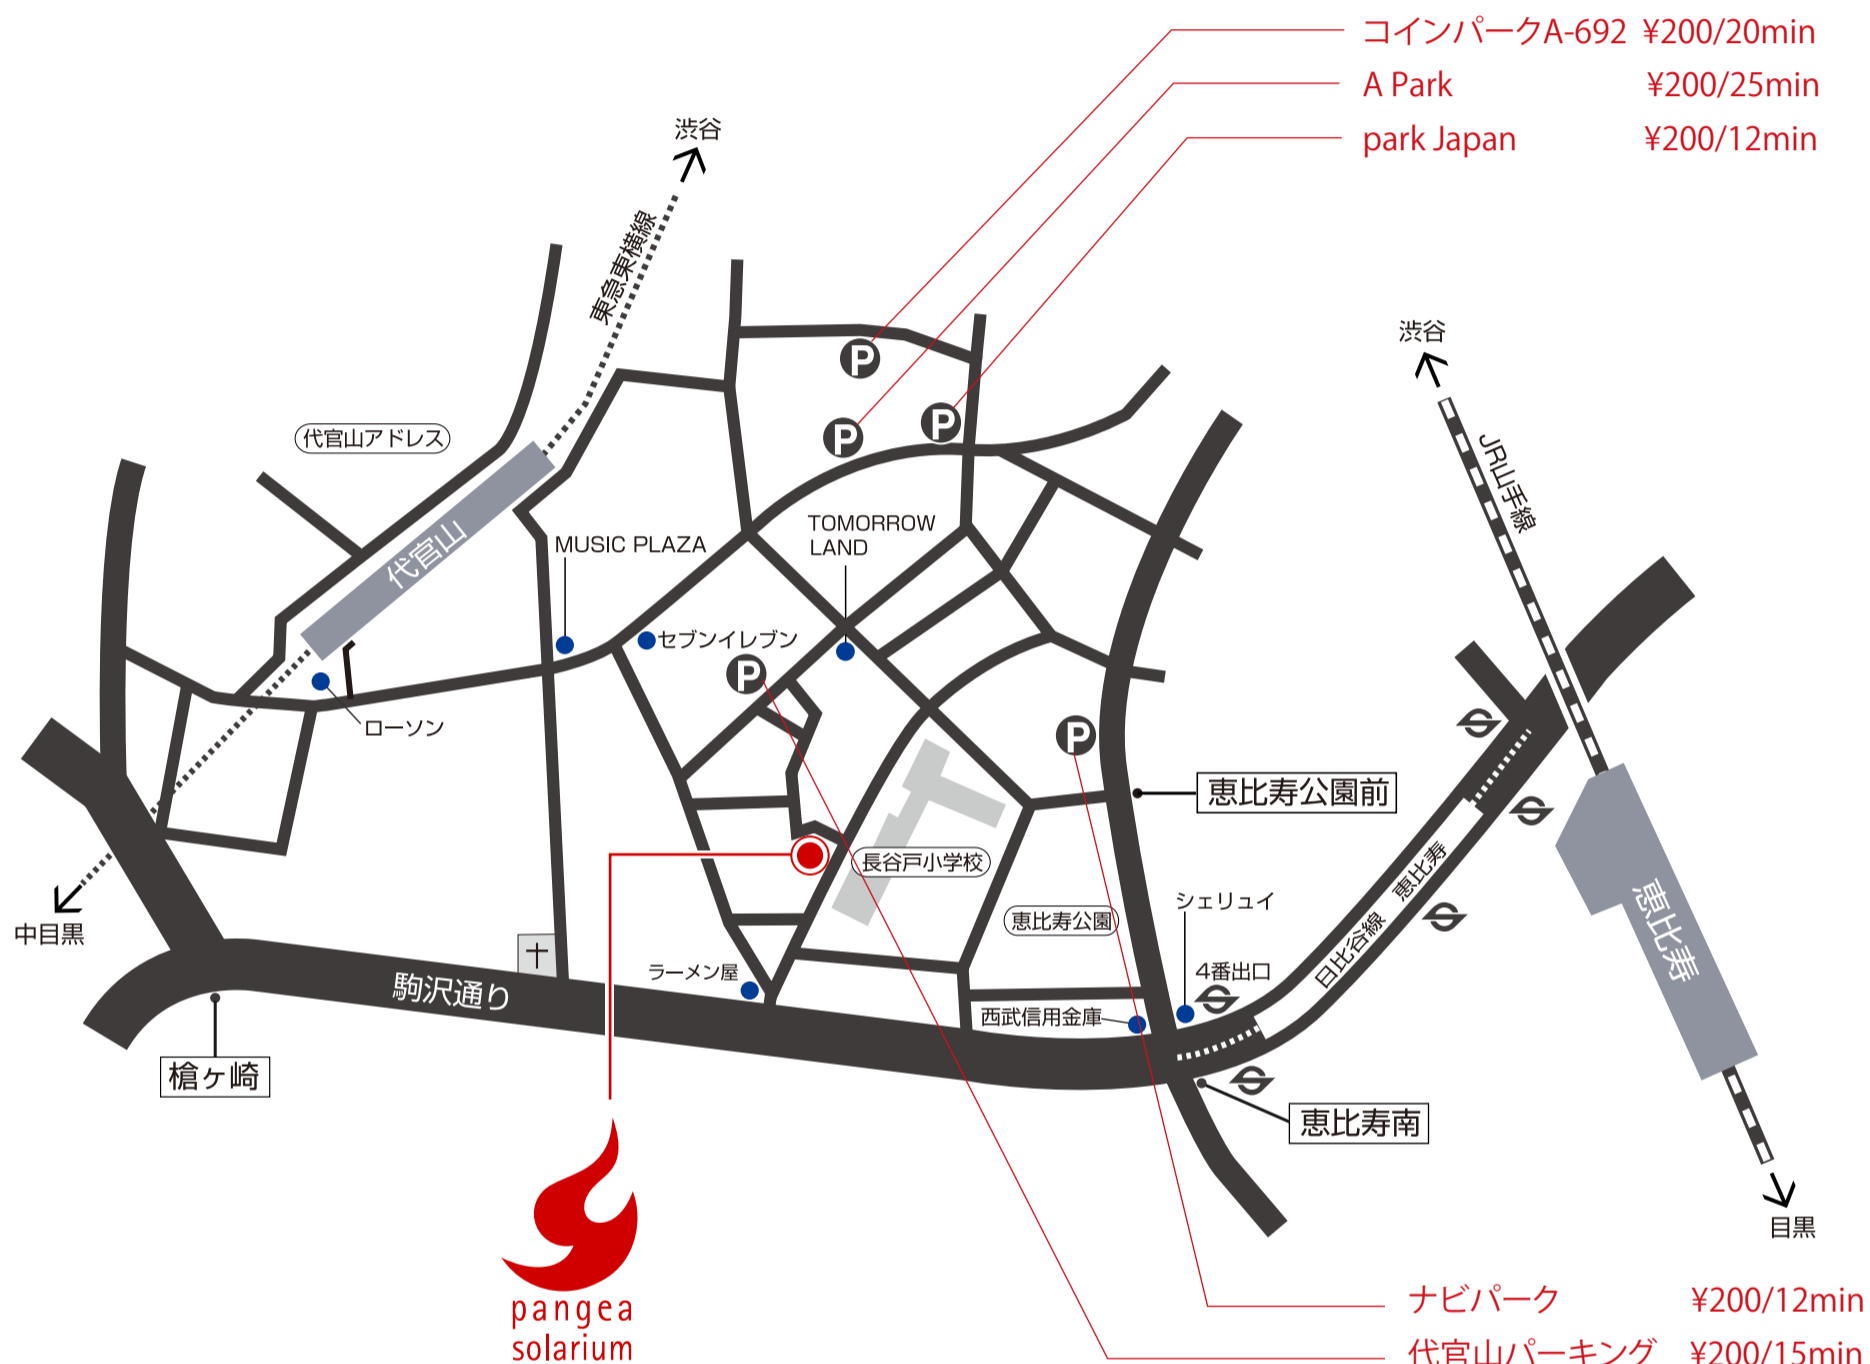 コインパークA-692 ¥200/20min
A Park ¥200/25min
park Japan ¥200/12min
渋谷
東急東横線
渋谷
代官山アドレス
JR山手線
代官山
MUSIC PLAZA
TOMORROW
LAND
P
P
P
セブンイレブン
P
ローソン
P
恵比寿公園前
長谷戸小学校
恵比寿
恵比寿公園
シェリュイ
日比谷線 恵比寿
中目黒
ラーメン屋
4番出口
駒沢通り
西武信用金庫
槍ヶ崎
恵比寿南
目黒
pangea
solarium
ナビパーク ¥200/12min
代官山パーキング ¥200/15min